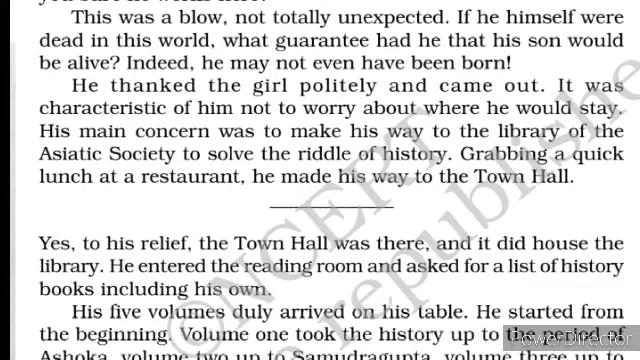 This was a blow, not totally unexpected. If he himself were
dead in this world, what guarantee had he that his son would
be alive? Indeed, he may not even have been born!
He thanked the girl politely and came out. It was
characteristic of him not to worry about where he would stay.
His main concern was to make his way to the library of the
Asiatic Society to solve the riddle of history. Grabbing a quick
lunch at a restaurant, he made his way to the Town Hall.
Yes, to his relief, the Town Hall was there, and it did house the
library. He entered the reading room and asked for a list of history
books including his own.
His five volumes duly arrived on his table. He started from
the beginning. Volume one took the history up to the period of
Ashoka, volume two up to Samudragupta, volume three up to
©NCERT
republishe
PowerDirector